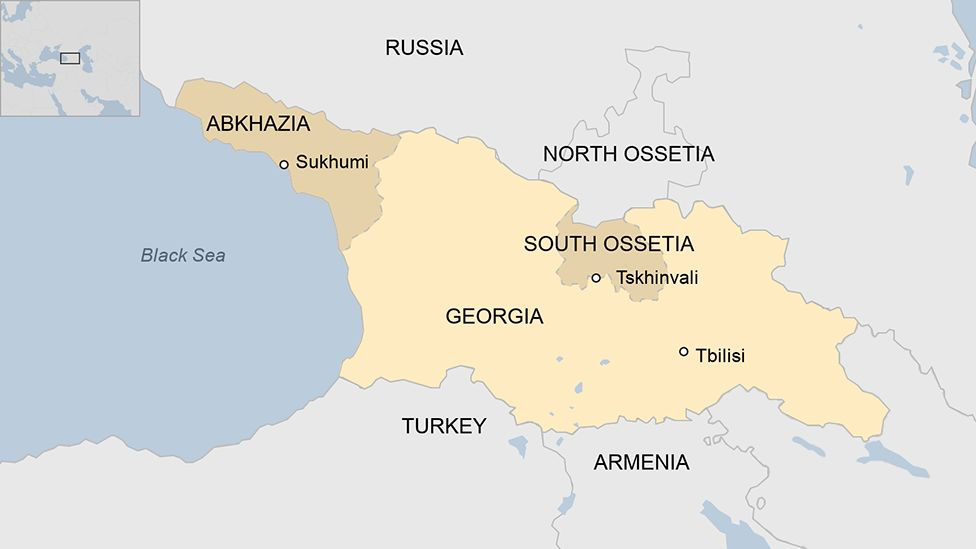 RUSSIA
ABKHAZIA
Sukhumi
NORTH OSSETIA
Black Sea
SOUTH OSSETIA
Tskhinvali
GEORGIA
Tbilisi
TURKEY
ARMENIA